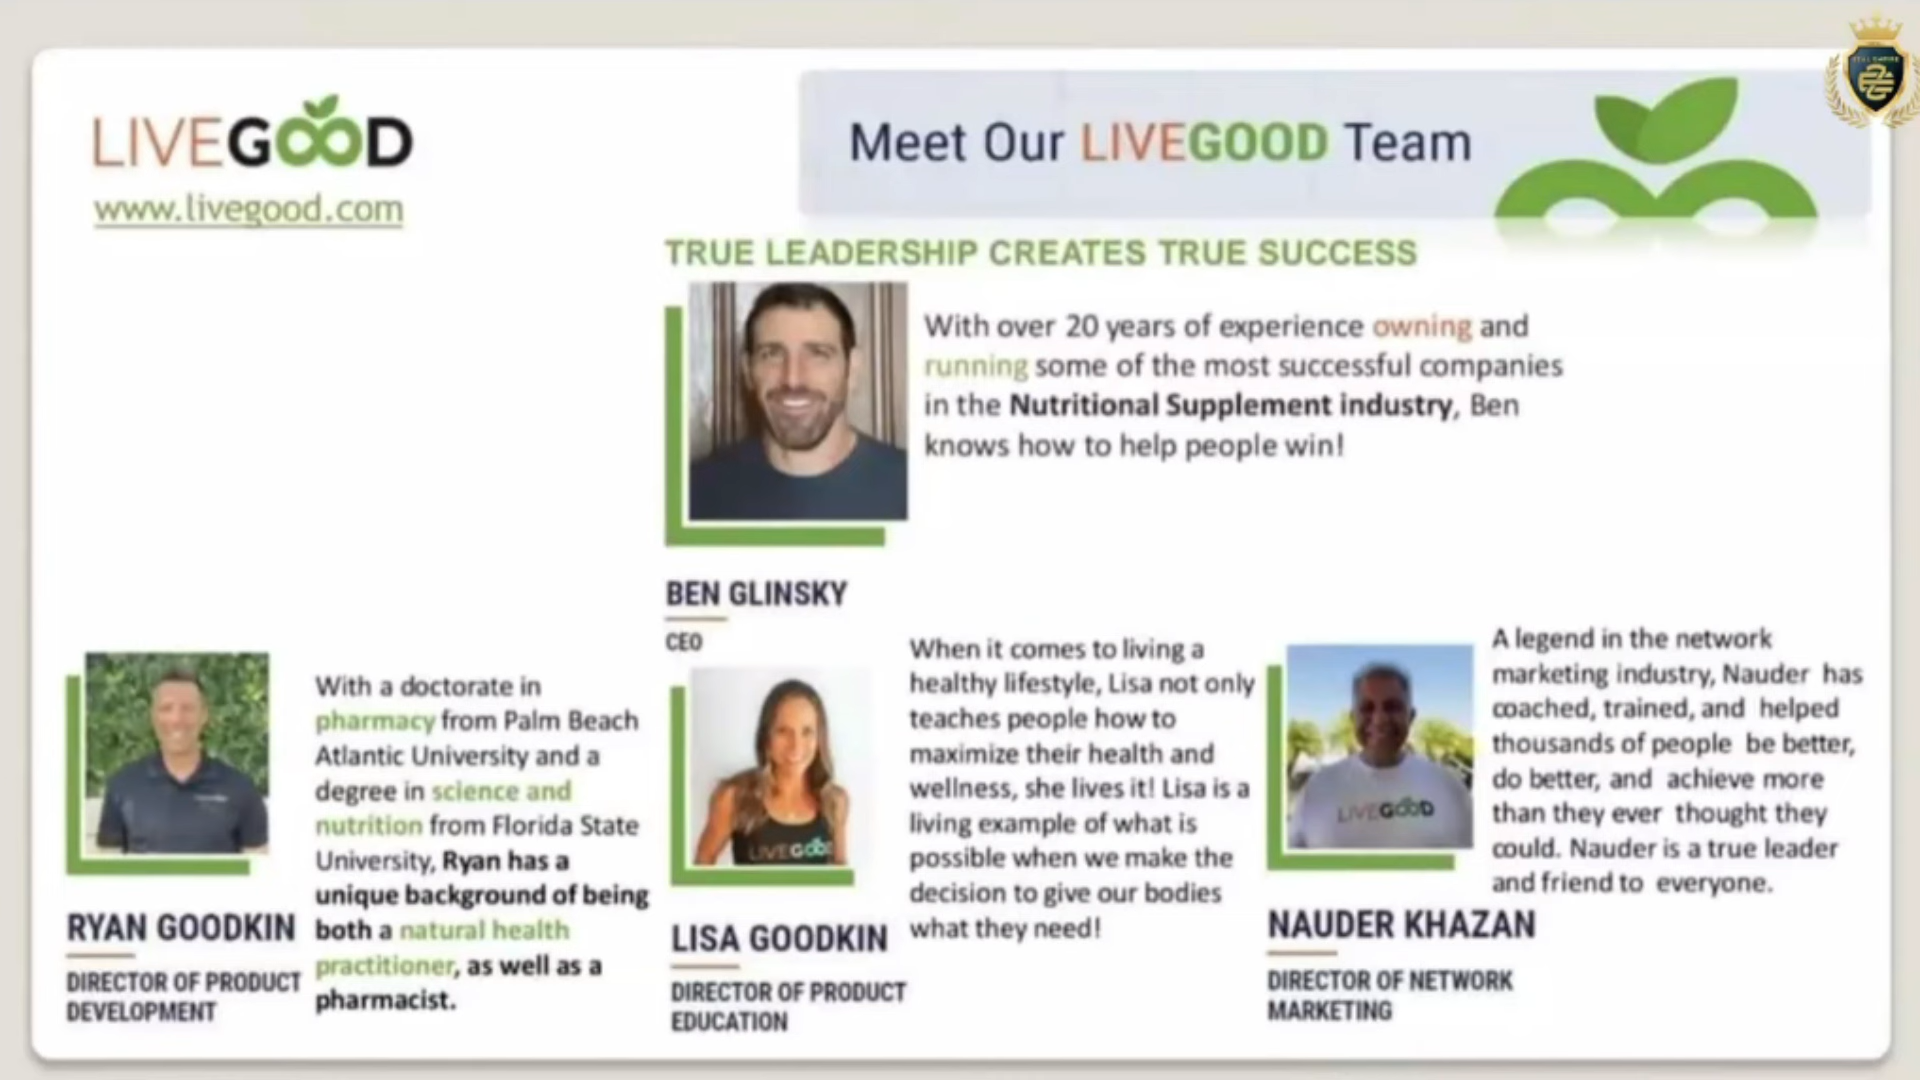 LIVEGOOD
www.livegood.com
Meet Our LIVEGOOD Team
TRUE LEADERSHIP CREATES TRUE SUCCESS
With over 20 years of experience owning and
running some of the most successful companies
in the Nutritional Supplement industry, Ben
knows how to help people win!
BEN GLINSKY
CEO
With a doctorate in
pharmacy from Palm Beach
Atlantic University and a
degree in science and
nutrition from Florida State
University, Ryan has a
unique background of being
both a natural health
practitioner, as well as a
pharmacist.
RYAN GOODKIN
DIRECTOR OF PRODUCT
DEVELOPMENT
When it comes to living a
healthy lifestyle, Lisa not only
teaches people how to
maximize their health and
wellness, she lives it! Lisa is a
living example of what is
possible when we make the
decision to give our bodies
what they need!
LIVEGOOD
LISA GOODKIN
DIRECTOR OF PRODUCT
EDUCATION
A legend in the network
marketing industry, Nauder has
coached, trained, and helped
thousands of people be better,
do better, and achieve more
than they ever thought they
could. Nauder is a true leader
and friend to everyone.
LIVEGOOD
NAUDER KHAZAN
DIRECTOR OF NETWORK
MARKETING